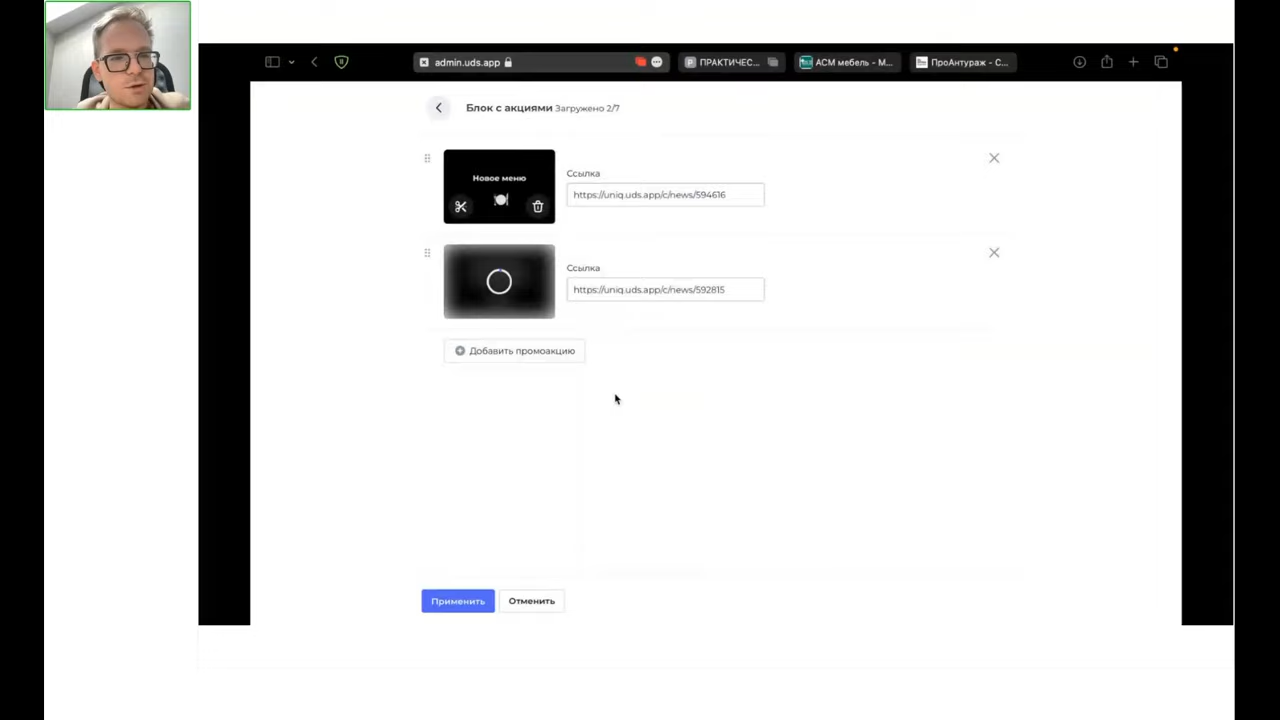 admin.uds.app
ПРАКТИЧЕС...
АСМ мебель - М...
ПроАнтураж - С...
Блок с акциями Загружено 2/7
Новое меню
Ссылка
https://uniq.uds.app/c/news/594616
Ссылка
https://uniq.uds.app/c/news/592815
Добавить промоакцию
Применить
Отменить